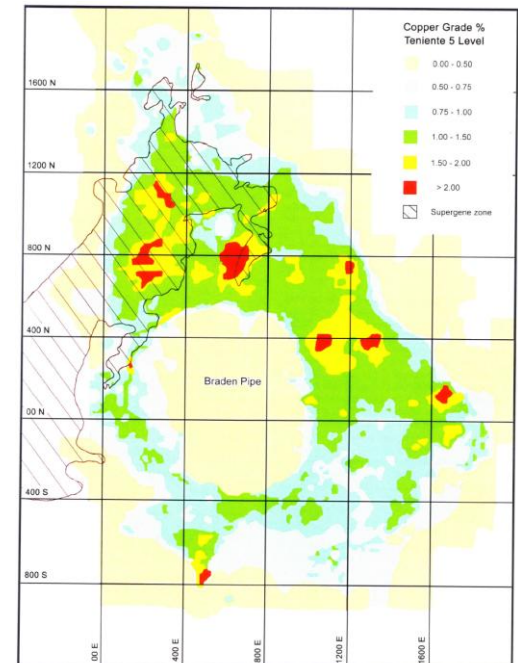 Copper Grade %
Teniente 5 Level
0.00 - 0.50
0.50 - 0.75
0.75 - 1.00
1.00 - 1.50
1.50 - 2.00
> 2.00
Supergene zone
1600 N
1200 N
800 N
400 N
Braden Pipe
00 N
400 S
800 S
00 E
400 E
800 E
1200 E
1600 E